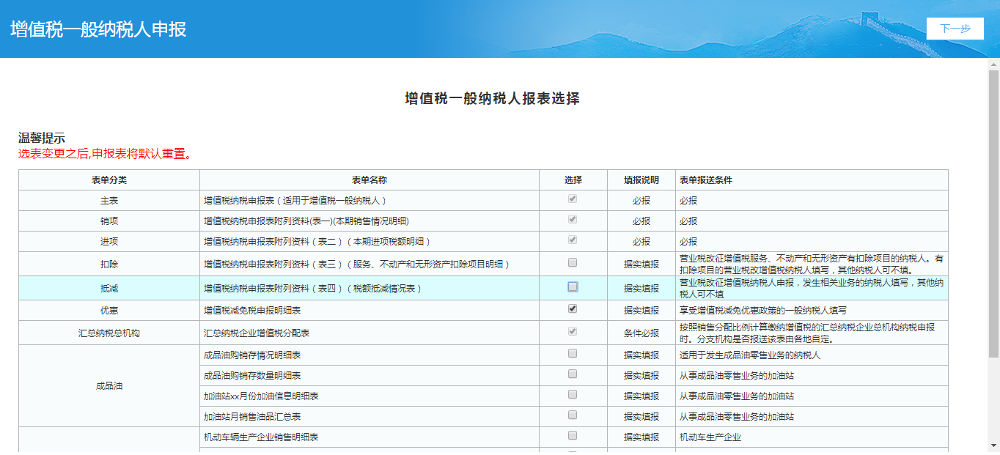 增值税一般纳税人申报
下一步
增值税一般纳税人报表选择
温馨提示
选表变更之后,申报表将默认重置。
表单分类 表单名称 选择 填报说明 表单报送条件
主表 增值税纳税申报表（适用于增值税一般纳税人） 必报 必报
销项 增值税纳税申报表附列资料(表一)(本期销售情况明细) 必报 必报
进项 增值税纳税申报表附列资料（表二）（本期进项税额明细） 必报 必报
扣除 增值税纳税申报表附列资料（表三）（服务、不动产和无形资产扣除项目明细） 据实填报 营业税改征增值税服务、不动产和无形资产有扣除项目的纳税人。有
扣除项目的营业税改增值税纳税人填写，其他纳税人可不填。
抵减 增值税纳税申报表附列资料（表四）（税额抵减情况表） 据实填报 营业税改征增值税纳税人申报，发生相关业务的纳税人填写，其他纳
税人可不填
优惠 增值税减免税申报明细表 据实填报 享受增值税减免优惠政策的一般纳税人填写
汇总纳税总机构 汇总纳税企业增值税分配表 条件必报 按照销售分配比例计算缴纳增值税的汇总纳税企业总机构纳税申报
时。分支机构是否报送该表由各地自定。
成品油 成品油购销存情况明细表 据实填报 适用于发生成品油零售业务的纳税人
成品油购销存数量明细表 据实填报 从事成品油零售业务的加油站
加油站xx月份加油信息明细表 据实填报 从事成品油零售业务的加油站
加油站月销售油品汇总表 据实填报 从事成品油零售业务的加油站
机动车辆生产企业销售明细表 据实填报 机动车生产企业